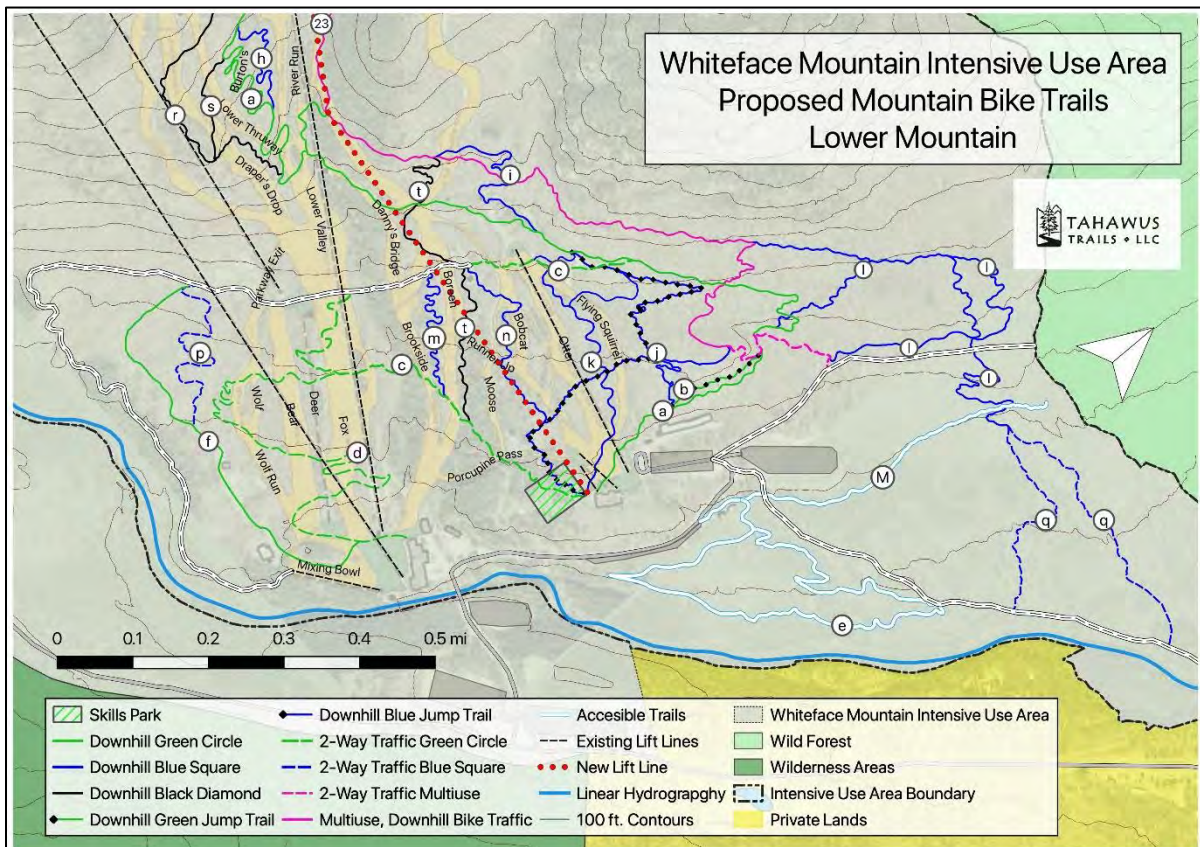 Whiteface Mountain Intensive Use Area
Proposed Mountain Bike Trails
Lower Mountain
TAHAWUS
TRAILS LLC
23
h
Burton's
River Run
a
s
r
Lower Thruway
Draper's Drop
Lower Valley
t
i
Danny's Bridge
Parkway Exit
c
l
l
Borden
Flying Squirrel
Bobcat
Brookside
m
t
n
Runner Up
Otter
p
c
k
j
l
l
b
a
Moose
Wolf
Bear
Deer
Fox
f
d
Wolf Run
Porcupine Pass
M
q
q
Mixing Bowl
e
0 0.1 0.2 0.3 0.4 0.5 mi
Skills Park
Downhill Green Circle
Downhill Blue Square
Downhill Black Diamond
Downhill Green Jump Trail
Downhill Blue Jump Trail
2-Way Traffic Green Circle
2-Way Traffic Blue Square
2-Way Traffic Multiuse
Multiuse, Downhill Bike Traffic
Accesible Trails
Existing Lift Lines
New Lift Line
Linear Hydrograpghy
100 ft. Contours
Whiteface Mountain Intensive Use Area
Wild Forest
Wilderness Areas
Intensive Use Area Boundary
Private Lands